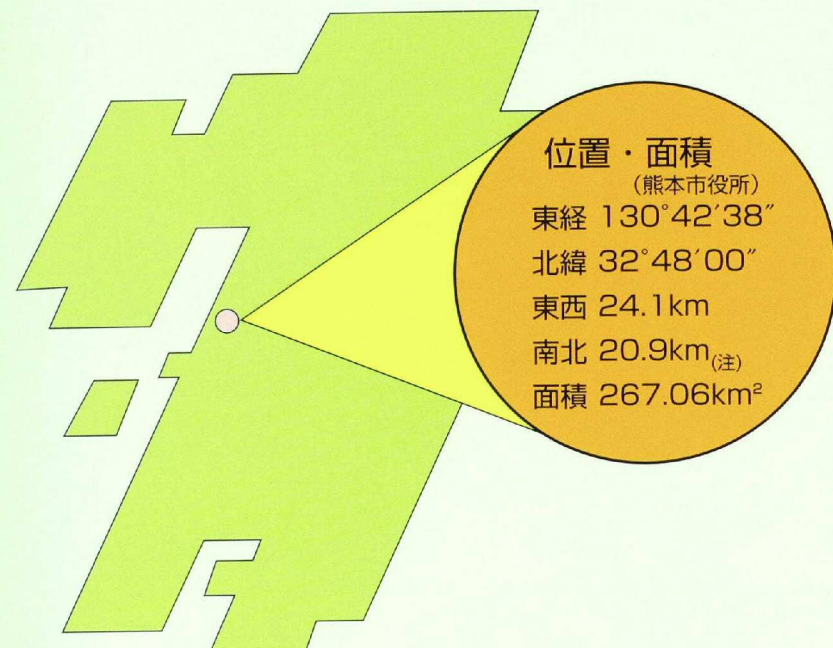 位置・面積
（熊本市役所）
東経 130°42′38″
北緯 32°48′00″
東西 24.1km
南北 20.9km(注)
面積 267.06km²